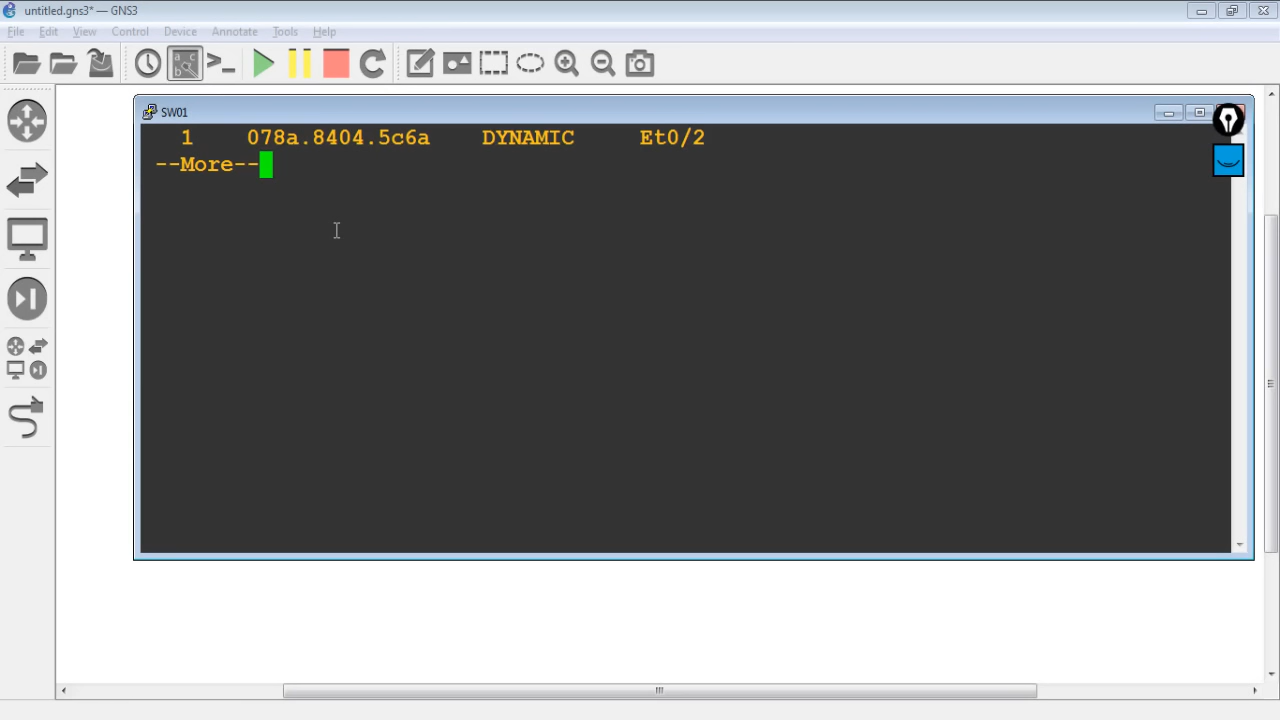 untitled.gns3* — GNS3
File Edit View Control Device Annotate Tools Help
SW01
1 078a.8404.5c6a DYNAMIC Et0/2
--More--